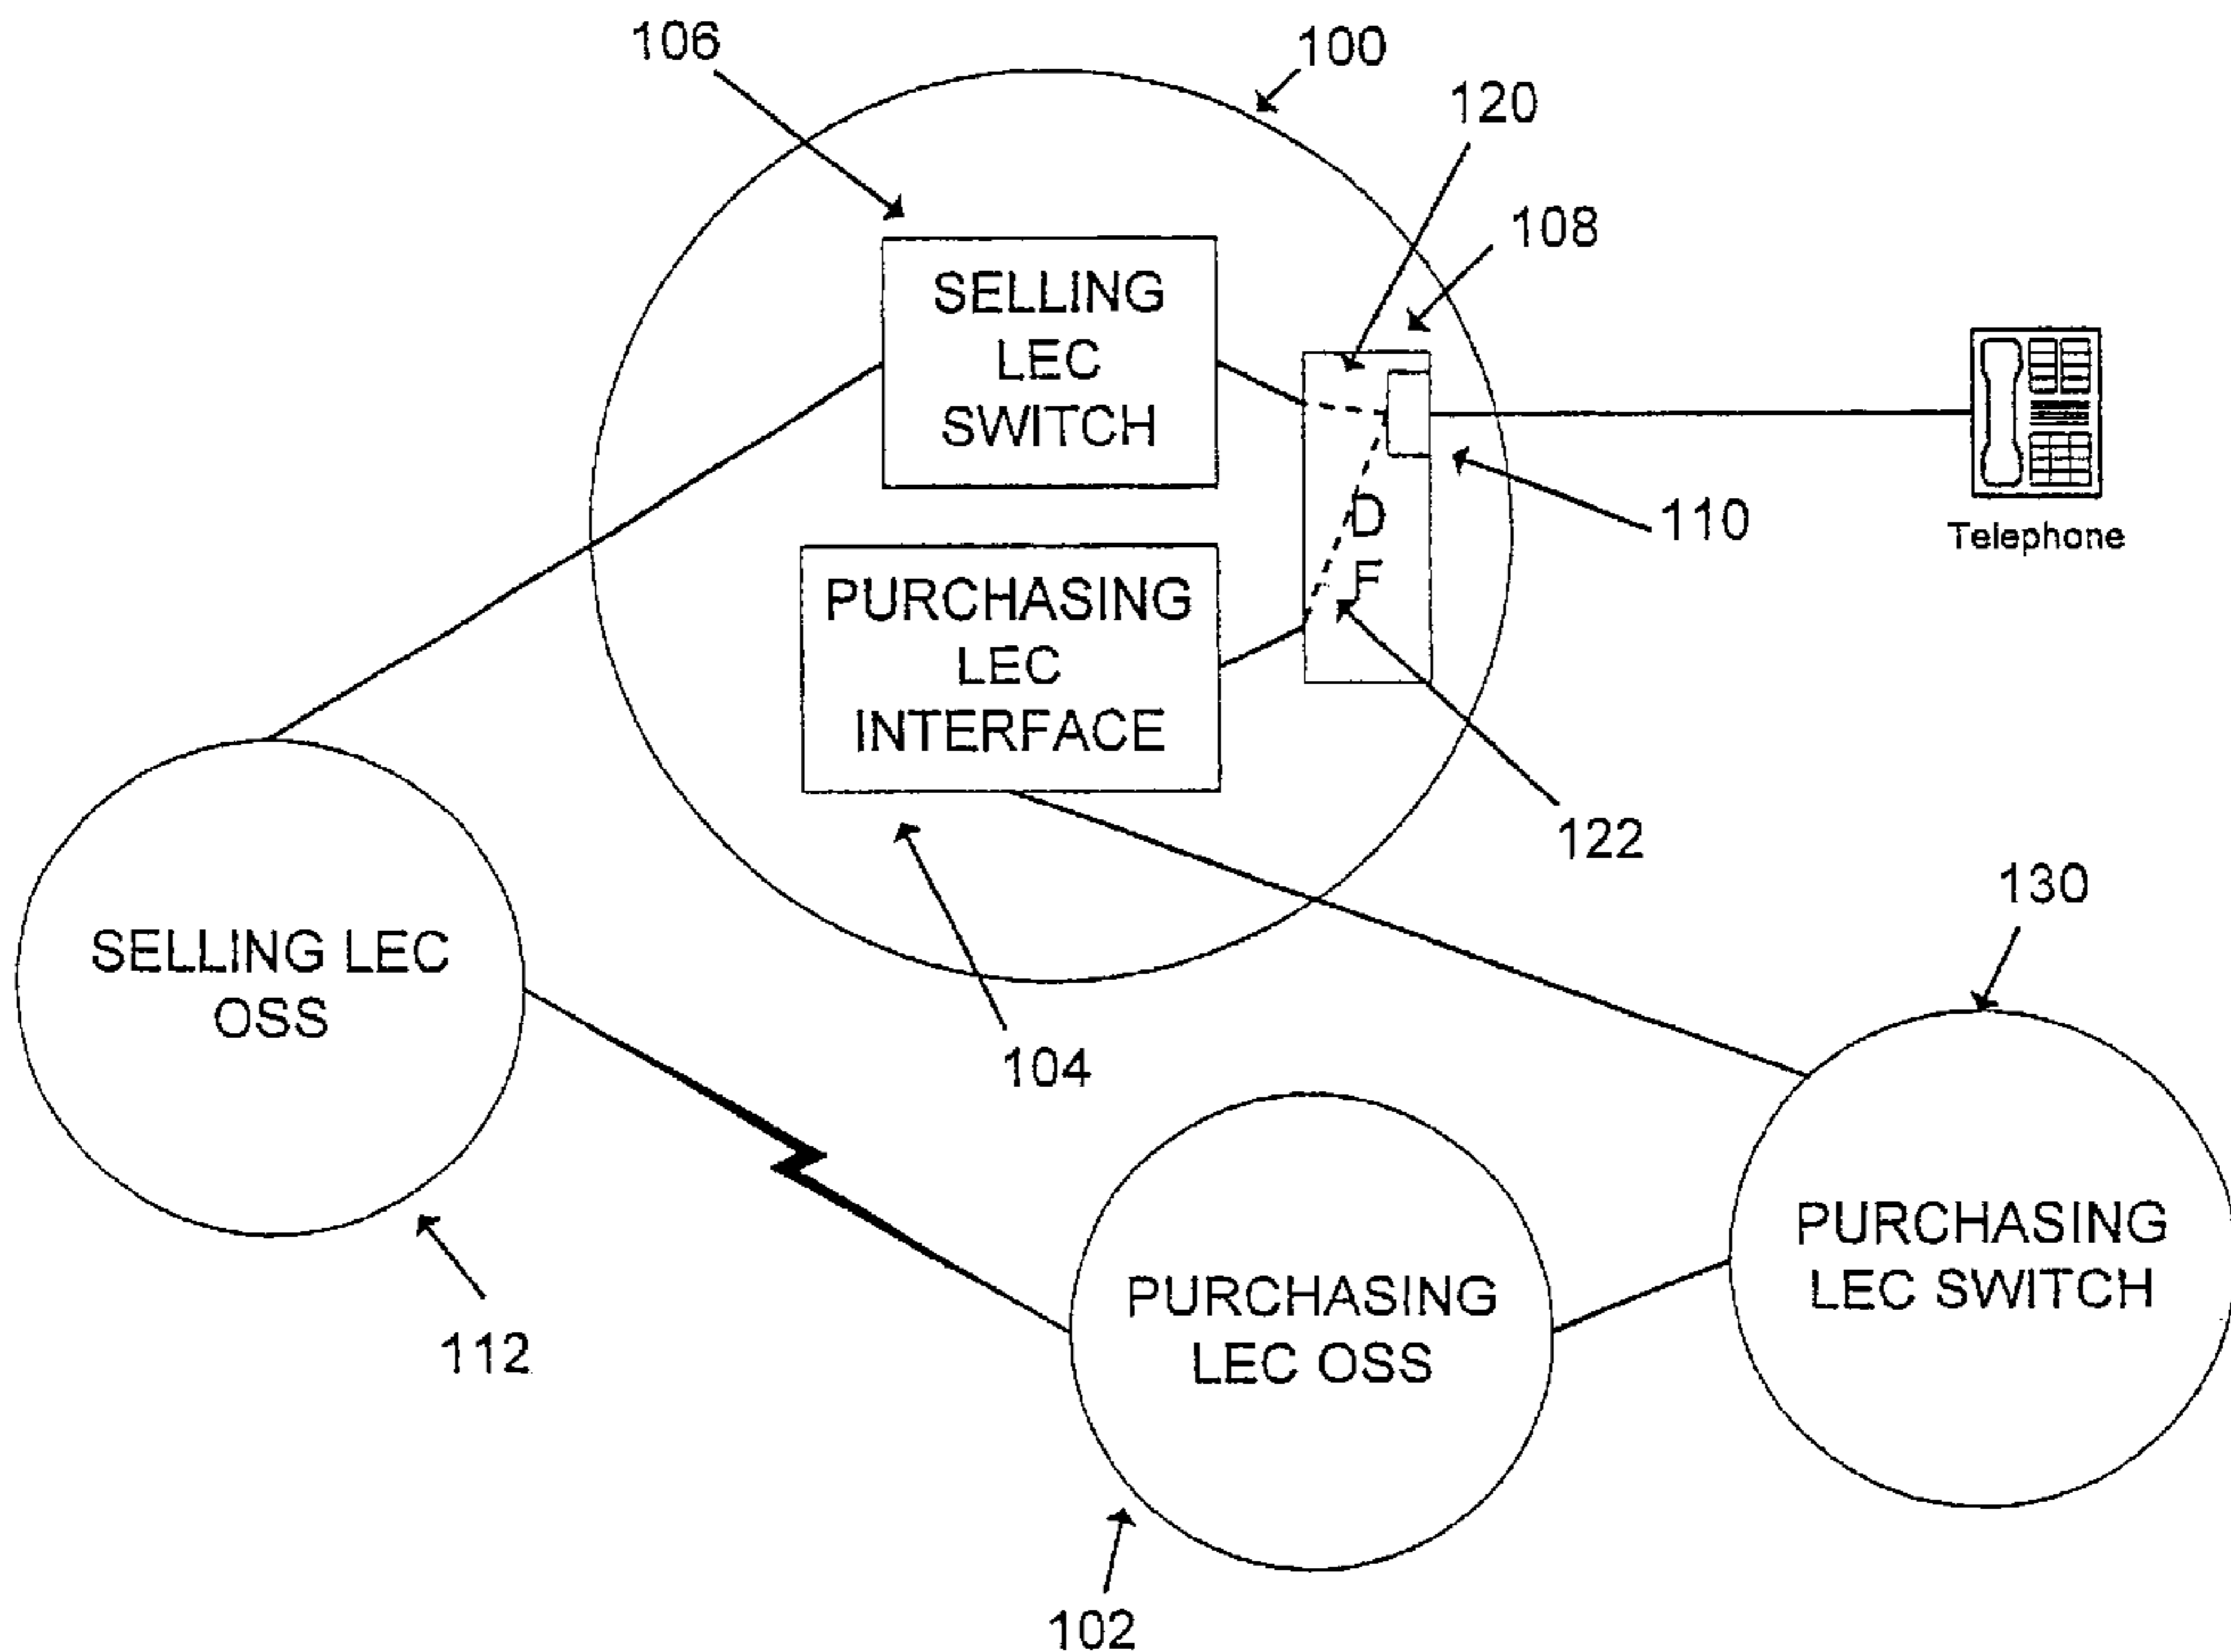 106
100
120
108
SELLING
LEC
SWITCH
110
D
F
Telephone
PURCHASING
LEC
INTERFACE
122
130
SELLING LEC
OSS
104
PURCHASING
LEC SWITCH
PURCHASING
LEC OSS
112
102